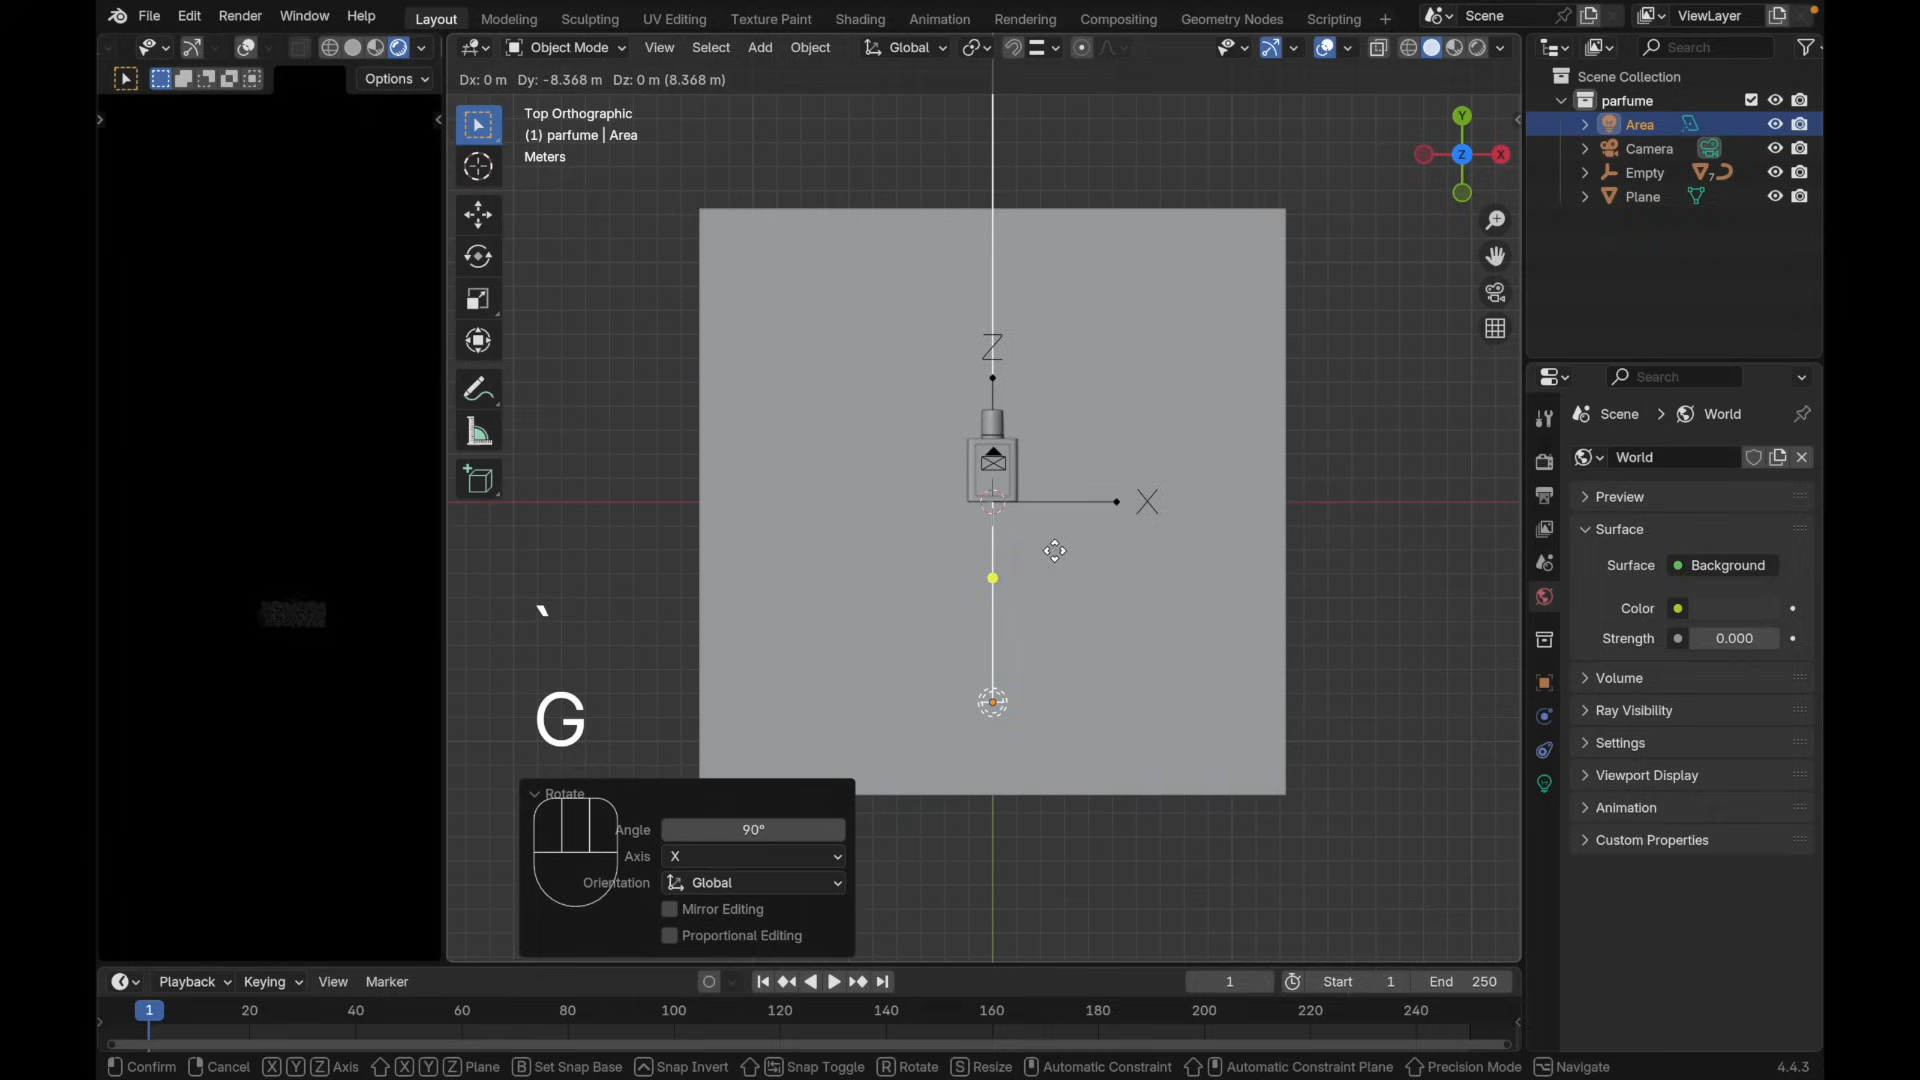 File Edit Render Window Help Layout Modeling Sculpting UV Editing Texture Paint Shading Animation Rendering Compositing Geometry Nodes Scripting + Scene ViewLayer
Object Mode View Select Add Object Global Search
Options
Dx: 0 m Dy: -8.368 m Dz: 0 m (8.368 m)
Top Orthographic
(1) parfume | Area
Meters
Y
Z
X
Z
X
`
G
Rotate
Angle 90°
Axis X
Orientation Global
Mirror Editing
Proportional Editing
Scene Collection
parfume
Area
Camera
Empty 7
Plane
Search
Scene > World
World
Preview
Surface
Surface Background
Color
Strength 0.000
Volume
Ray Visibility
Settings
Viewport Display
Animation
Custom Properties
Playback Keying View Marker 1 Start 1 End 250
1 20 40 60 80 100 120 140 160 180 200 220 240
Confirm Cancel X Y Z Axis X Y Z Plane B Set Snap Base Snap Invert Snap Toggle R Rotate S Resize Automatic Constraint Automatic Constraint Plane Precision Mode Navigate 4.4.3